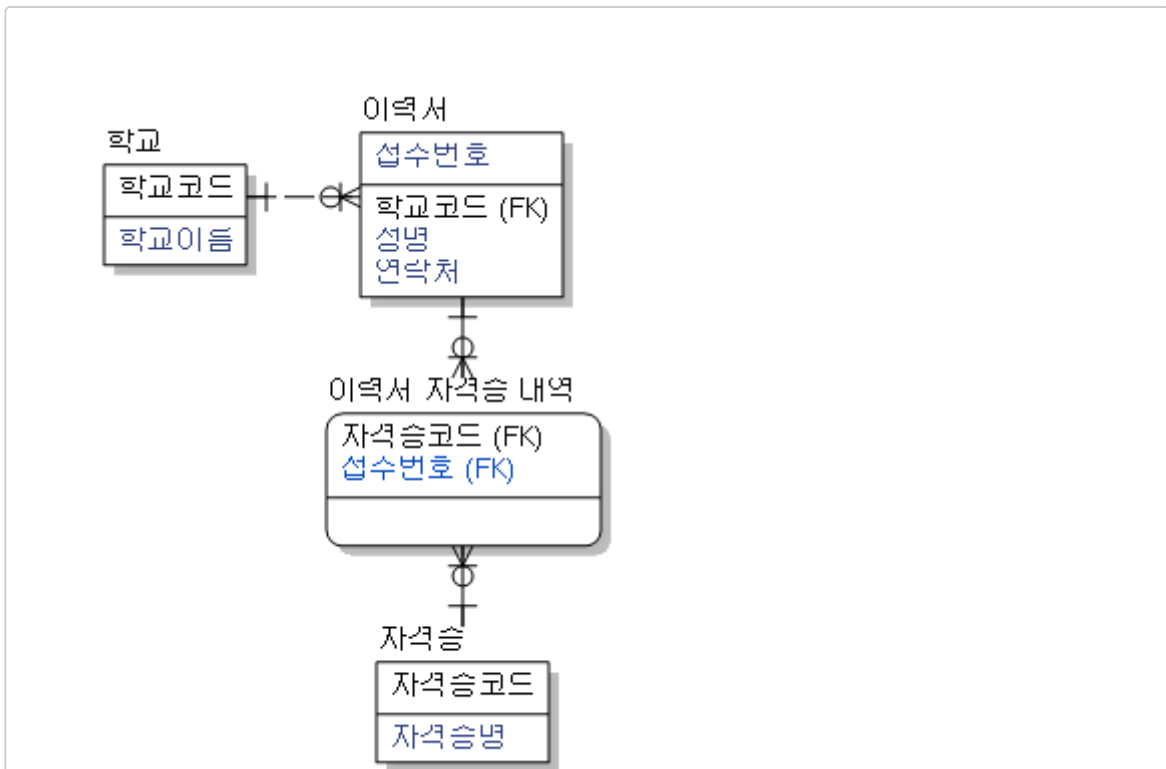 이력서
학교
접수번호
학교코드
학교이름
학교코드 (FK)
성명
연락처
이력서 자격증 내역
자격증코드 (FK)
접수번호 (FK)
자격증
자격증코드
자격증명